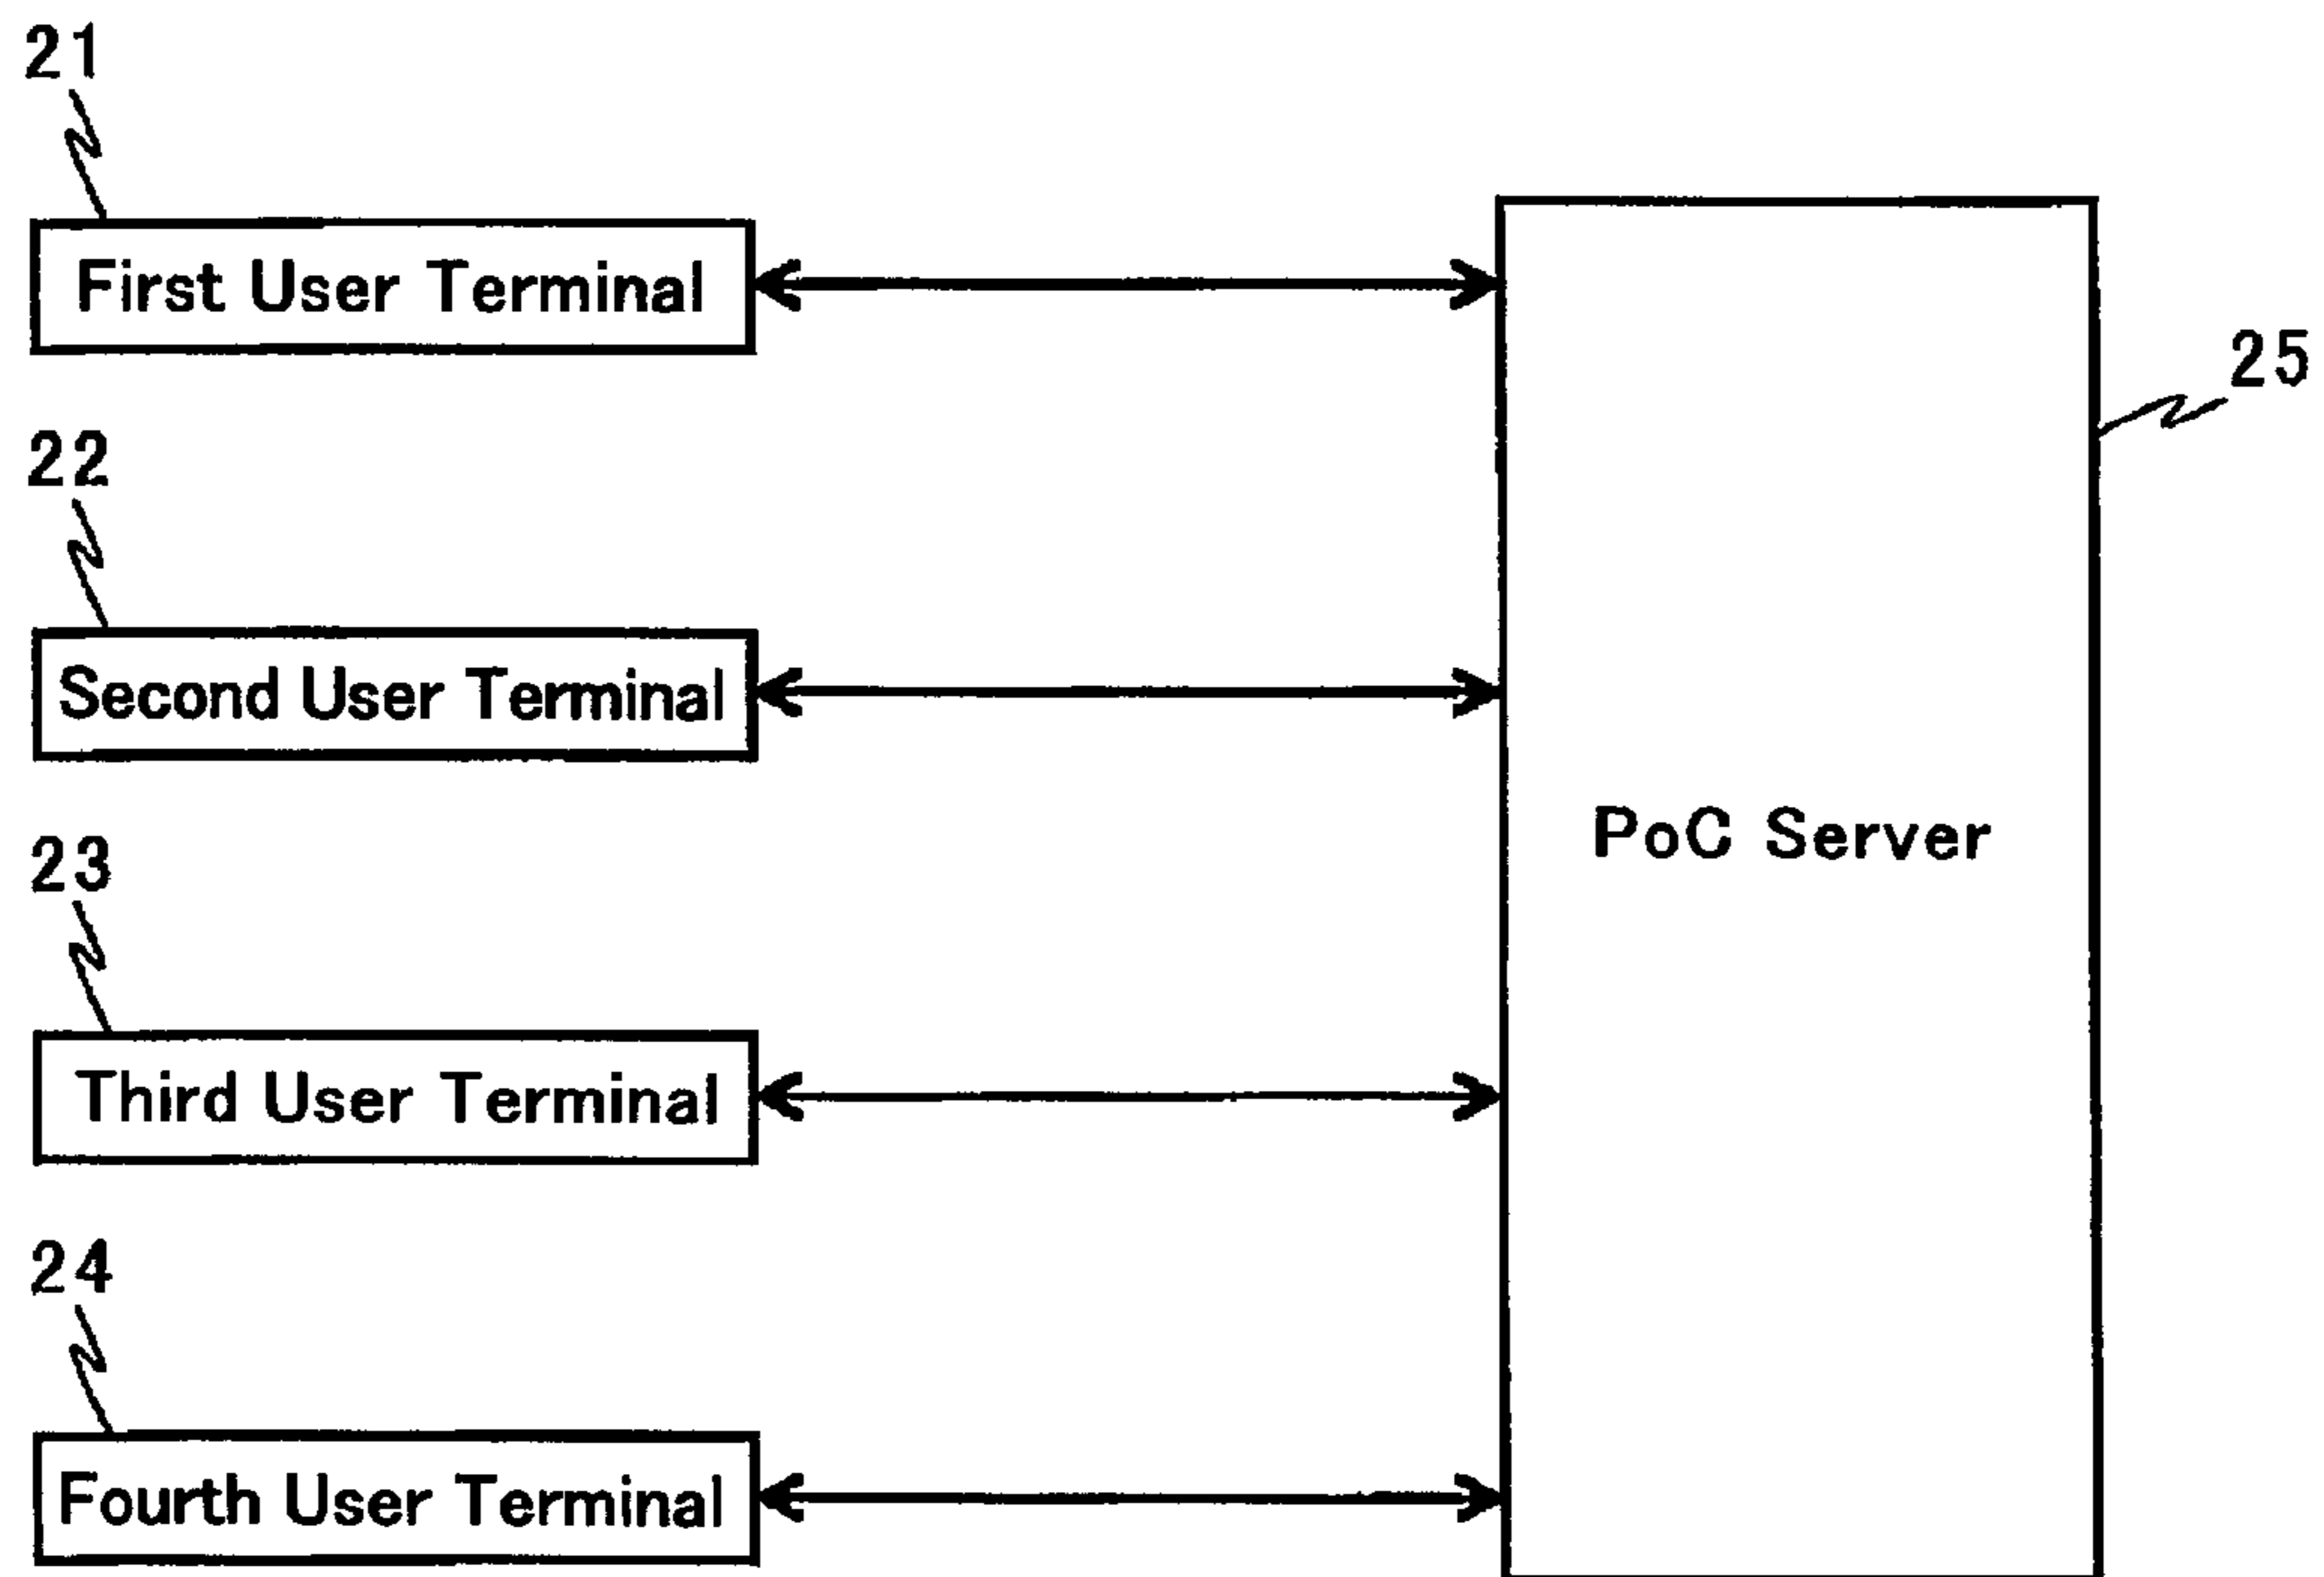 21
First User Terminal
25
22
Second User Terminal
PoC Server
23
Third User Terminal
24
Fourth User Terminal